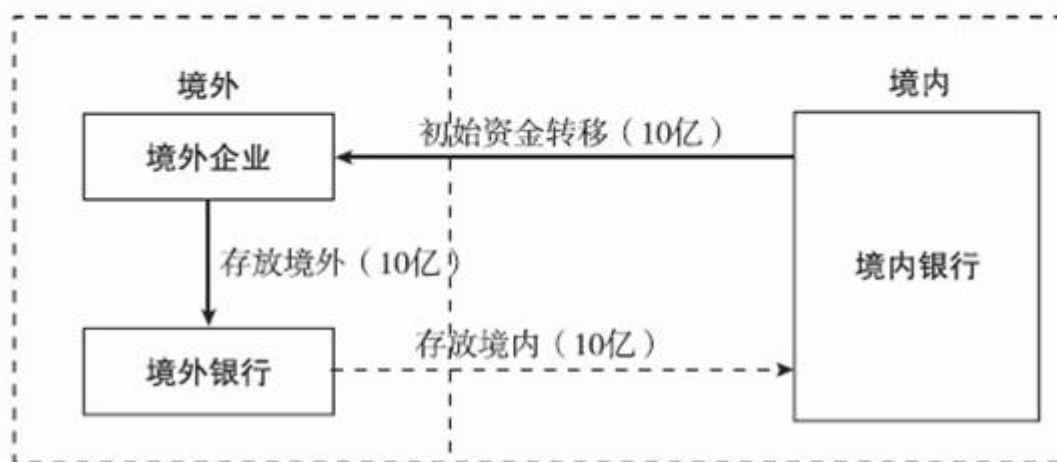 境外
境内
初始资金转移（10亿）
境外企业
存放境外（10亿）
境内银行
存放境内（10亿）
境外银行